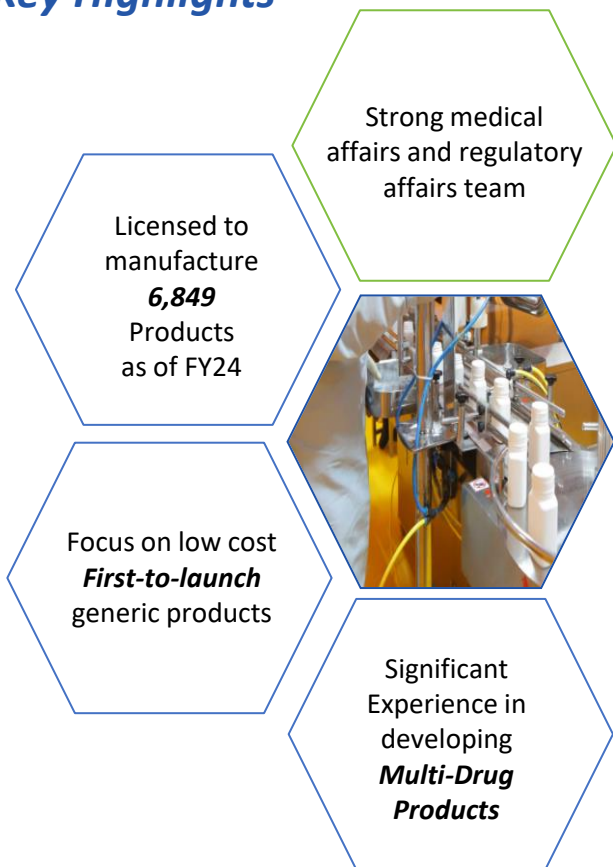 Key Highlights
Strong medical
affairs and regulatory
affairs team
Licensed to
manufacture
6,849
Products
as of FY24
Focus on low cost
First-to-launch
generic products
Significant
Experience in
developing
Multi-Drug
Products